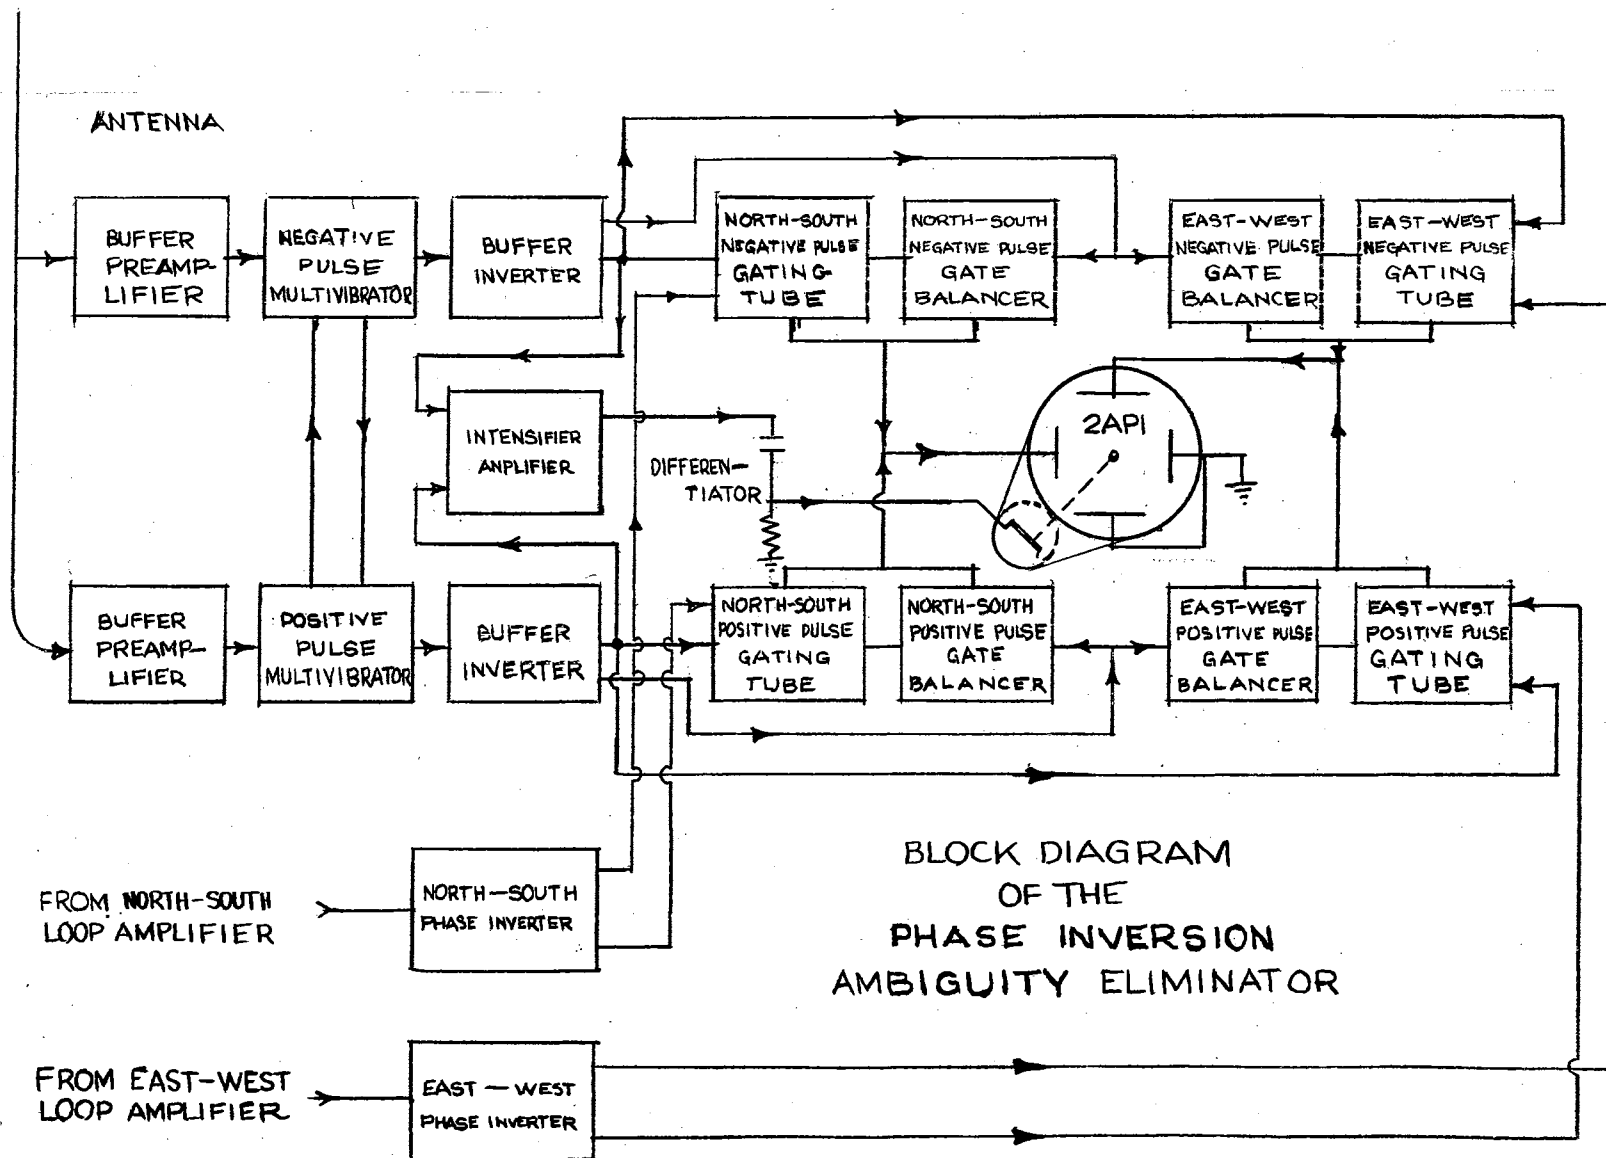 ANTENNA
BUFFER
PREAMP-
LIFIER
NEGATIVE
PULSE
MULTIVIBRATOR
BUFFER
INVERTER
NORTH-SOUTH
NEGATIVE PULSE
GATING
TUBE
NORTH-SOUTH
NEGATIVE PULSE
GATE
BALANCER
EAST-WEST
NEGATIVE PULSE
GATE
BALANCER
EAST-WEST
NEGATIVE PULSE
GATING
TUBE
INTENSIFIER
ANPLIFIER
DIFFEREN-
TIATOR
2AP1
BUFFER
PREAMP-
LIFIER
POSITIVE
PULSE
MULTIVIBRATOR
BUFFER
INVERTER
NORTH-SOUTH
POSITIVE DULSE
GATING
TUBE
NORTH-SOUTH
POSITIVE PULSE
GATE
BALANCER
EAST-WEST
POSITIVE PULSE
GATE
BALANCER
EAST-WEST
POSITIVE PULSE
GATING
TUBE
FROM NORTH-SOUTH
LOOP AMPLIFIER
NORTH-SOUTH
PHASE INVERTER
BLOCK DIAGRAM
OF THE
PHASE INVERSION
AMBIGUITY ELIMINATOR
FROM EAST-WEST
LOOP AMPLIFIER
EAST-WEST
PHASE INVERTER